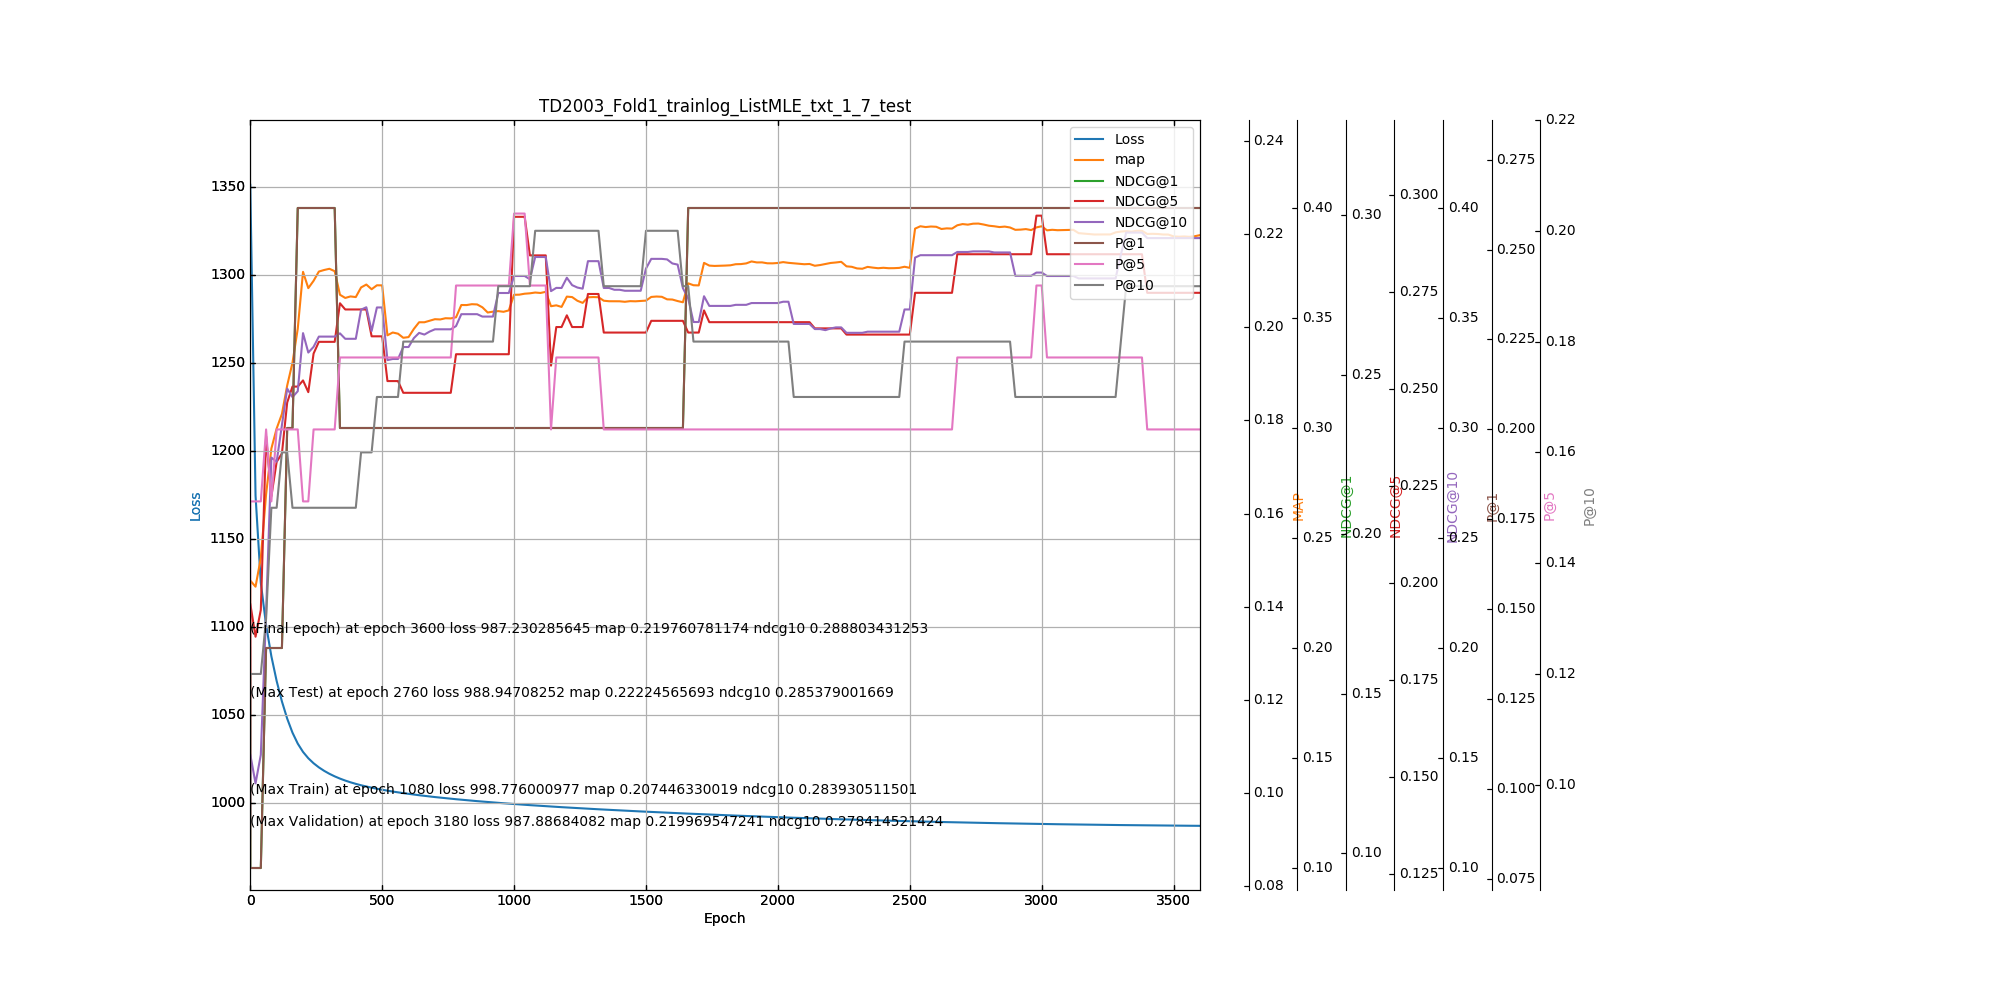 TD2003_Fold1_trainlog_ListMLE_txt_1_7_test
Loss
map
NDCG@1
NDCG@5
NDCG@10
P@1
P@5
P@10
1350
1300
1250
1200
1150
1100
1050
1000
Loss
(Final epoch) at epoch 3600 loss 987.230285645 map 0.219760781174 ndcg10 0.288803431253
(Max Test) at epoch 2760 loss 988.94708252 map 0.22224565693 ndcg10 0.285379001669
(Max Train) at epoch 1080 loss 998.776000977 map 0.207446330019 ndcg10 0.283930511501
(Max Validation) at epoch 3180 loss 987.88684082 map 0.219969547241 ndcg10 0.278414521424
0 500 1000 1500 2000 2500 3000 3500
Epoch
0.24
0.22
0.20
0.18
0.16
0.14
0.12
0.10
0.08
MAP
0.40
0.35
0.30
0.25
0.20
0.15
0.10
NDCG@1
0.30
0.25
0.20
0.15
0.10
NDCG@5
0.300
0.275
0.250
0.225
0.200
0.175
0.150
0.125
NDCG@10
0.40
0.35
0.30
0.25
0.20
0.15
0.10
P@1
0.275
0.250
0.225
0.200
0.175
0.150
0.125
0.100
0.075
P@5
0.22
0.20
0.18
0.16
0.14
0.12
0.10
P@10